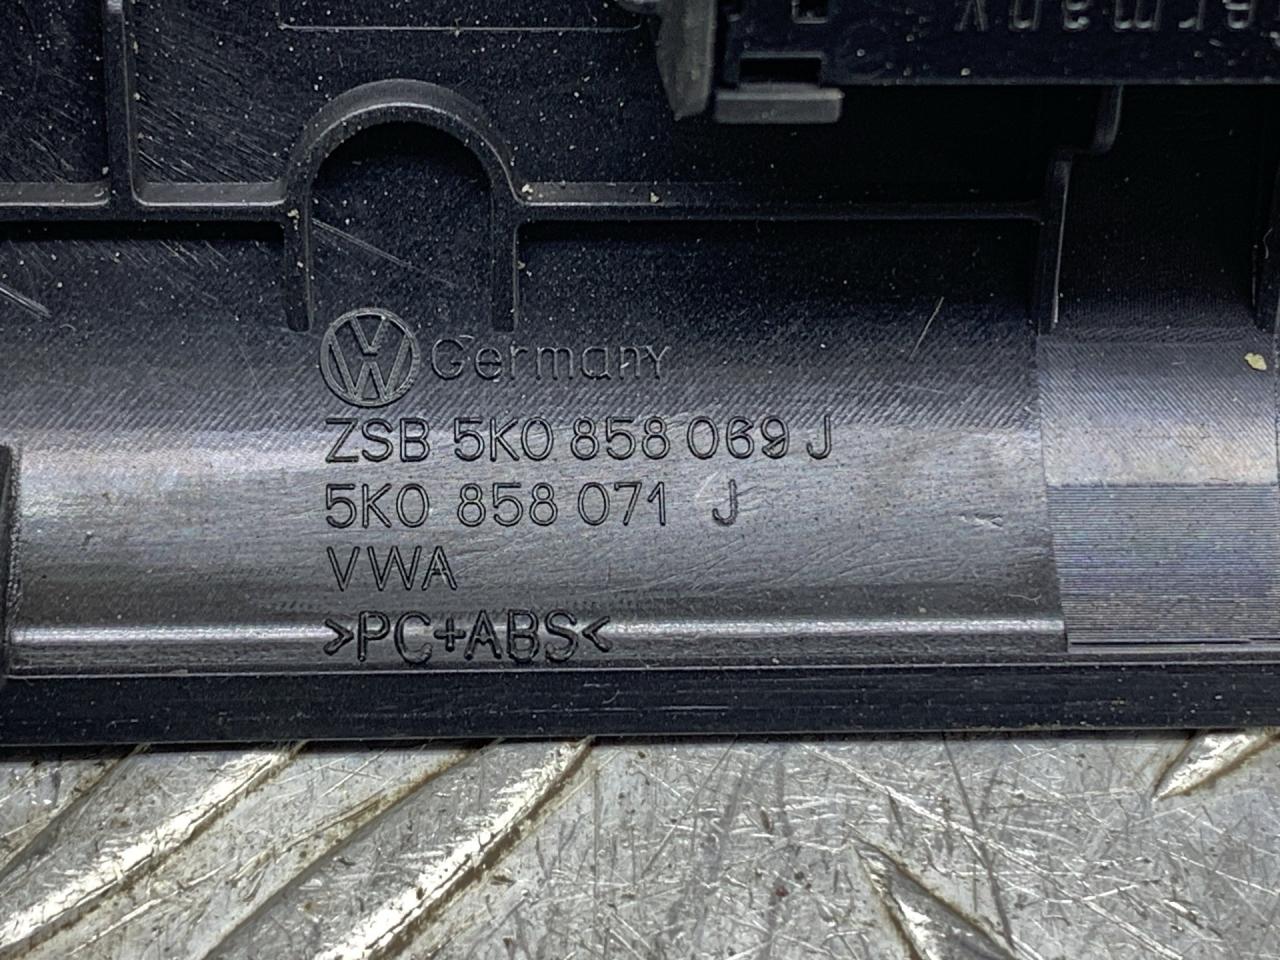 Germany
ZSB 5K0 858 069 J
5K0 858 071 J
VWA
>PC+ABS<